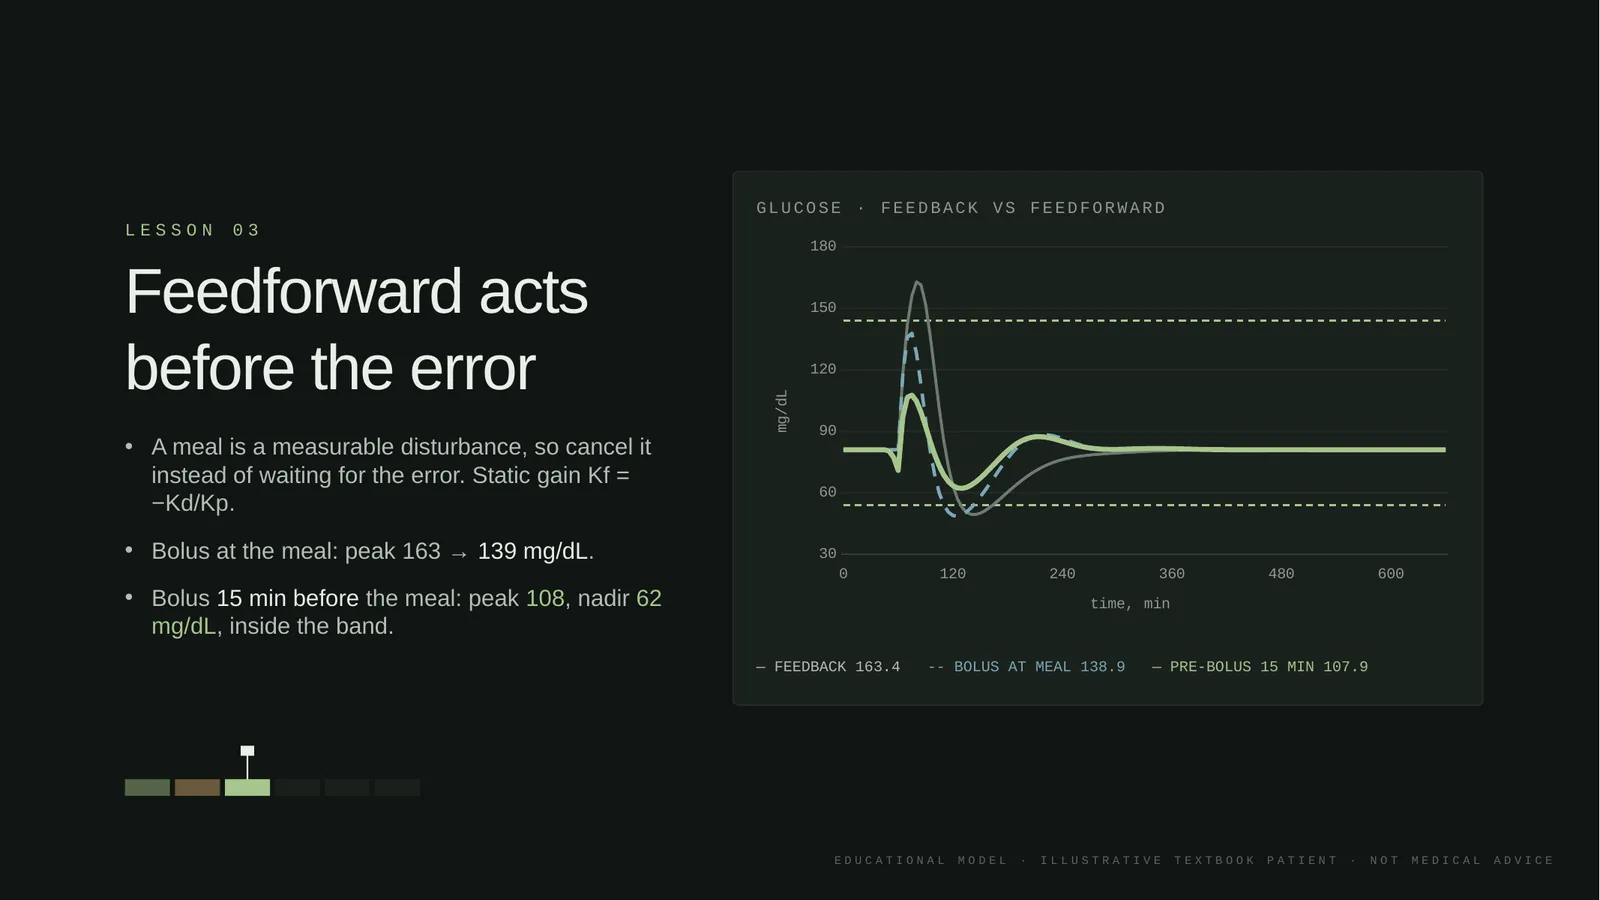 LESSON 03
Feedforward acts
before the error
• A meal is a measurable disturbance, so cancel it
instead of waiting for the error. Static gain Kf =
−Kd/Kp.
• Bolus at the meal: peak 163 → 139 mg/dL.
• Bolus 15 min before the meal: peak 108, nadir 62
mg/dL, inside the band.
GLUCOSE · FEEDBACK VS FEEDFORWARD
180
150
120
90
60
30
mg/dL
0 120 240 360 480 600
time, min
— FEEDBACK 163.4 -- BOLUS AT MEAL 138.9 — PRE-BOLUS 15 MIN 107.9
EDUCATIONAL MODEL · ILLUSTRATIVE TEXTBOOK PATIENT · NOT MEDICAL ADVICE